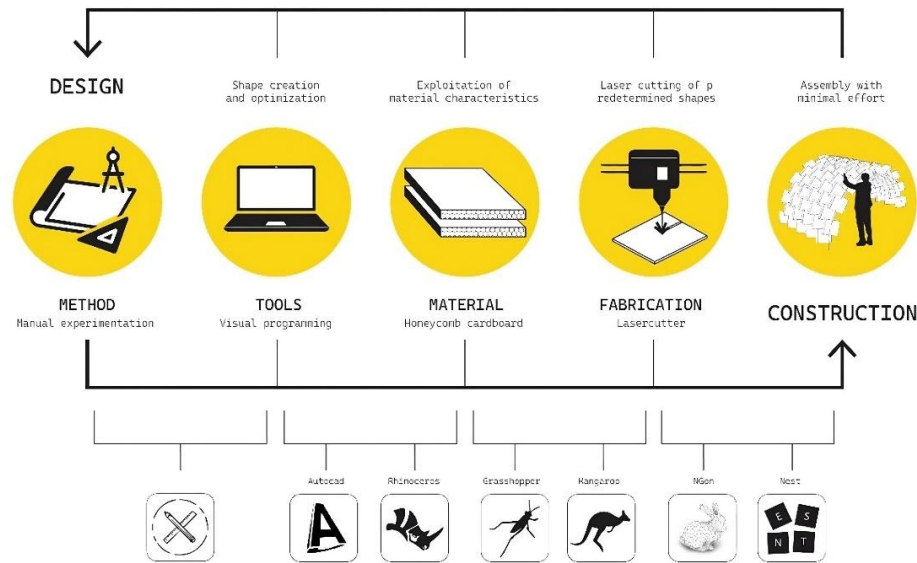 DESIGN
Shape creation
and optimization
Exploitation of
material characteristics
Laser cutting of p
redetermined shapes
Assembly with
minimal effort
METHOD
Manual experimentation
TOOLS
Visual programming
MATERIAL
Honeycomb cardboard
FABRICATION
Lasercutter
CONSTRUCTION
Autocad
Rhinoceros
Grasshopper
Kangaroo
NGon
Nest
A
E S
N T